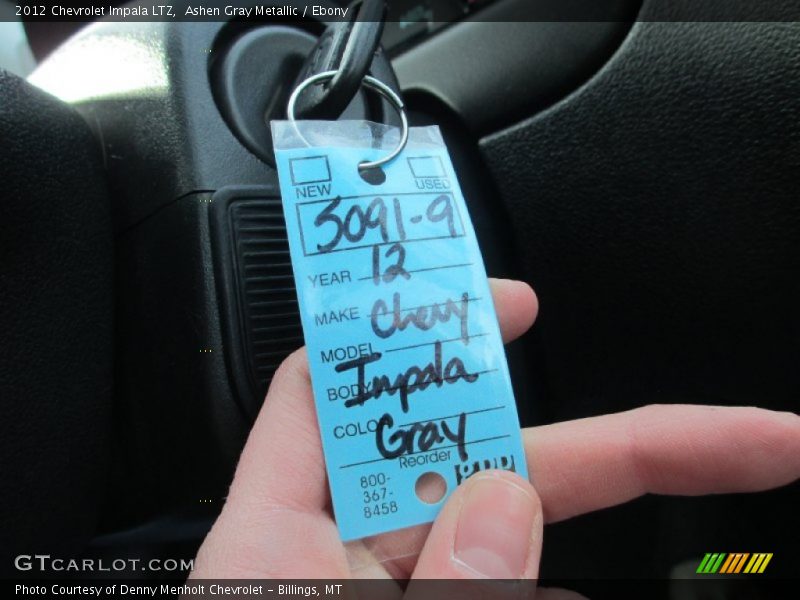 2012 Chevrolet Impala LTZ, Ashen Gray Metallic / Ebony
NEW USED
5091-9
YEAR 12
MAKE Chevy
MODEL
BODY Impala
COLO Gray
Reorder
800-
367-
8458
GTCARLOT.COM
Photo Courtesy of Denny Menholt Chevrolet - Billings, MT